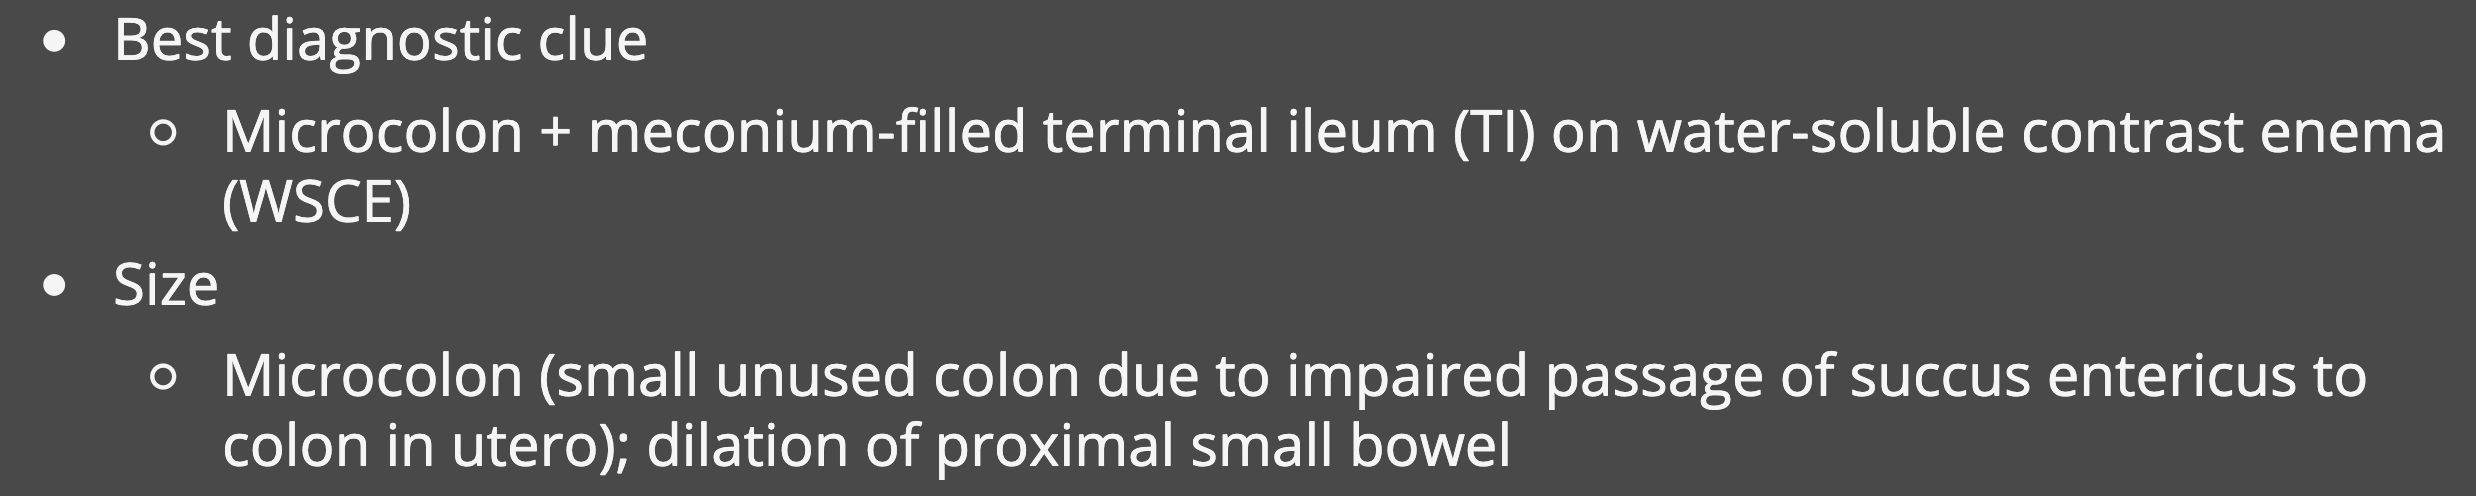 • Best diagnostic clue
○ Microcolon + meconium-filled terminal ileum (TI) on water-soluble contrast enema
(WSCE)
• Size
○ Microcolon (small unused colon due to impaired passage of succus entericus to
colon in utero); dilation of proximal small bowel